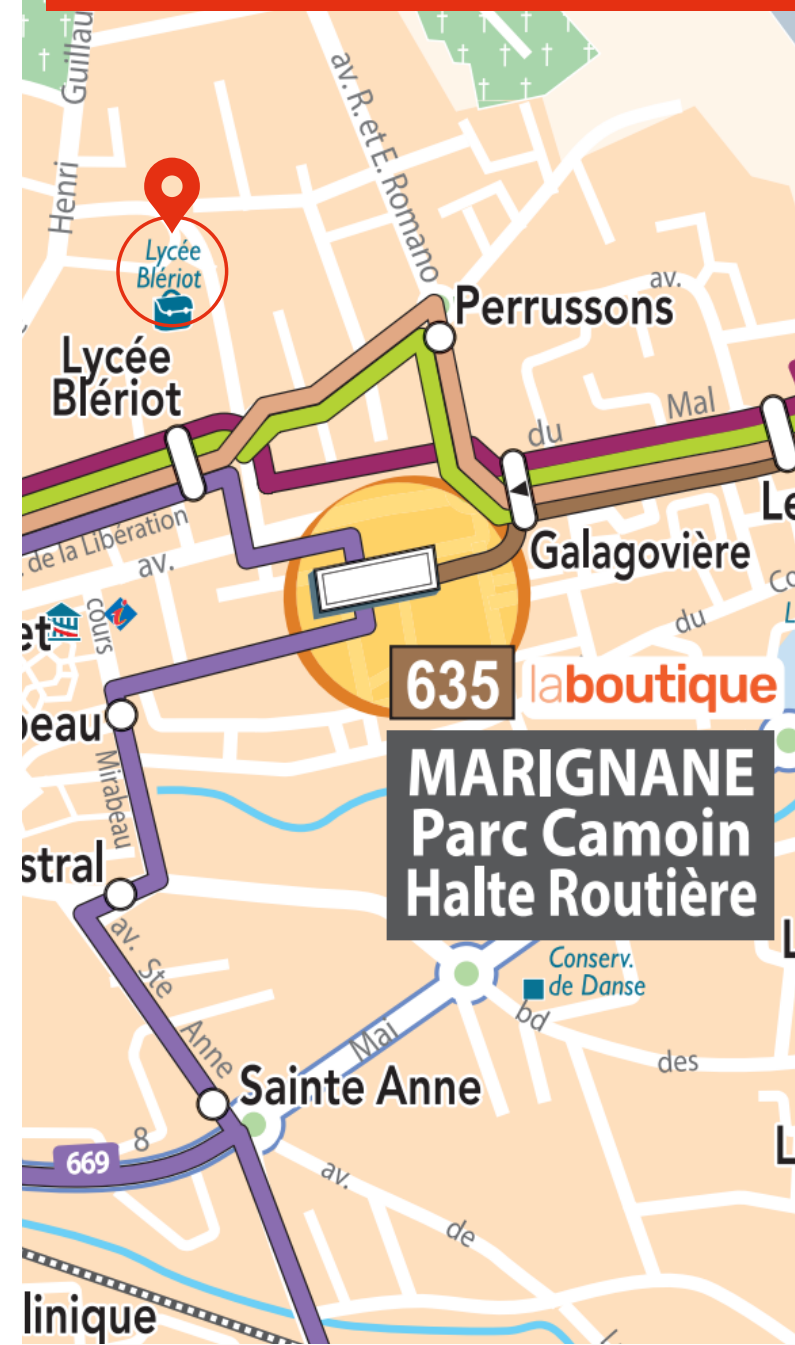 Henri
Guillau
av. R. et E. Romano
Lycée
Blériot
Perrussons
av.
Lycée
Blériot
Mal
du
de la Libération
av.
Le
Galagovière
Co
L
et
cours
du
635
laboutique
beau
Mirabeau
MARIGNANE
Parc Camoin
Halte Routière
stral
av. Ste Anne
L
Conserv.
de Danse
bd
Mai
des
Sainte Anne
8
669
L
av.
de
linique